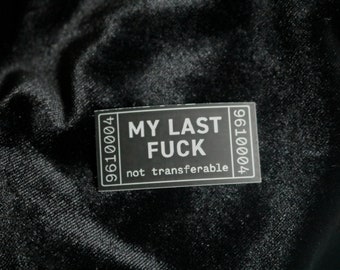 9610004
MY LAST
FUCK
not transferable
9610004